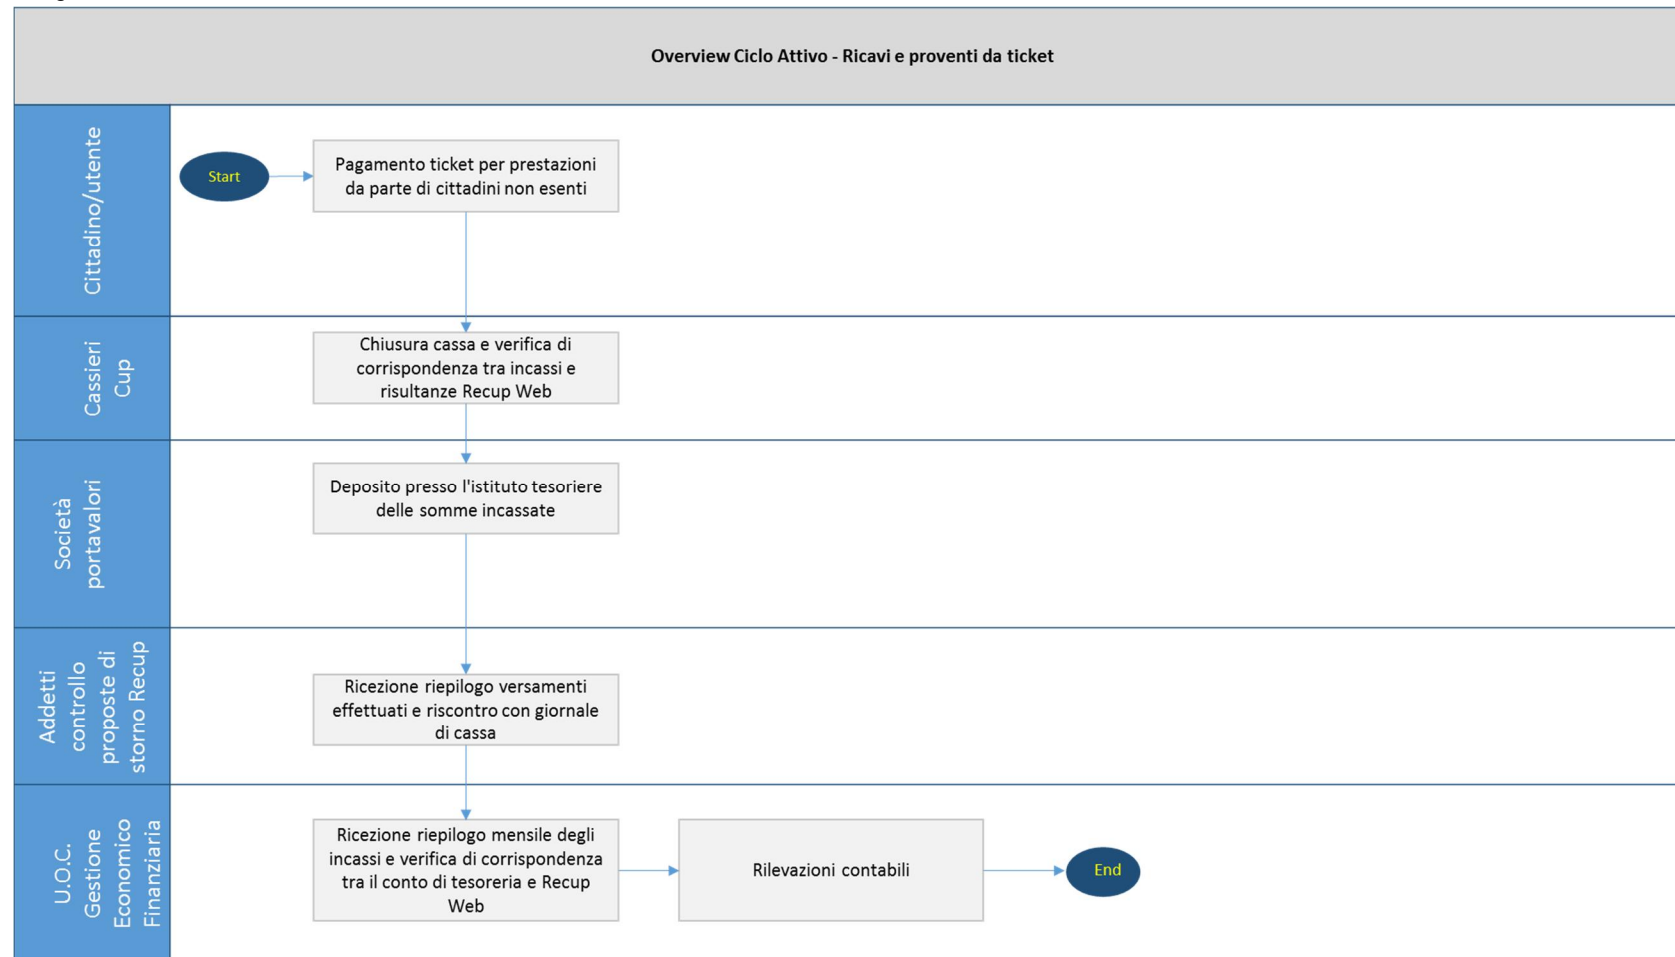 Overview Ciclo Attivo - Ricavi e proventi da ticket
Cittadino/utente
Start
Pagamento ticket per prestazioni
da parte di cittadini non esenti
Cassieri
Cup
Chiusura cassa e verifica di
corrispondenza tra incassi e
risultanze Recup Web
Società
portavalori
Deposito presso l'istituto tesoriere
delle somme incassate
Addetti
controllo
proposte di
storno Recup
Ricezione riepilogo versamenti
effettuati e riscontro con giornale
di cassa
U.O.C.
Gestione
Economico
Finanziaria
Ricezione riepilogo mensile degli
incassi e verifica di corrispondenza
tra il conto di tesoreria e Recup
Web
Rilevazioni contabili
End